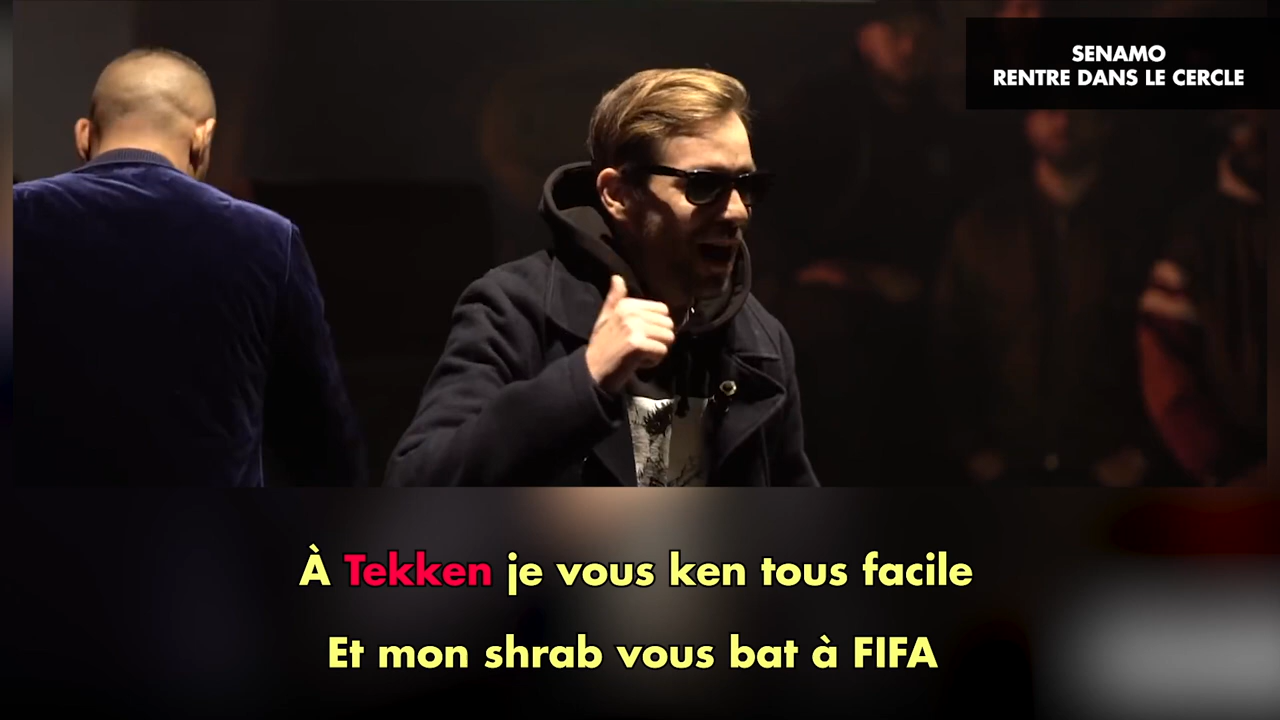 SENAMO
RENTRE DANS LE CERCLE
À Tekken je vous ken tous facile
Et mon shrab vous bat à FIFA